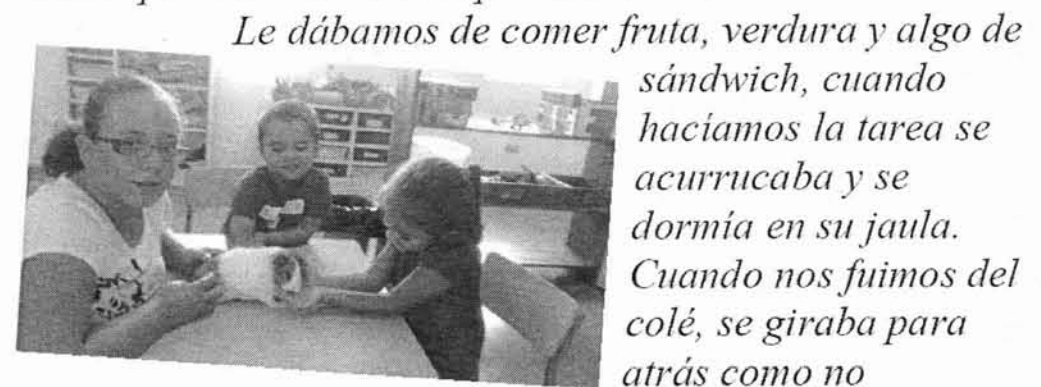 Le dábamos de comer fruta, verdura y algo de
sándwich, cuando
hacíamos la tarea se
acurrucaba y se
dormía en su jaula.
Cuando nos fuimos del
colé, se giraba para
atrás como no